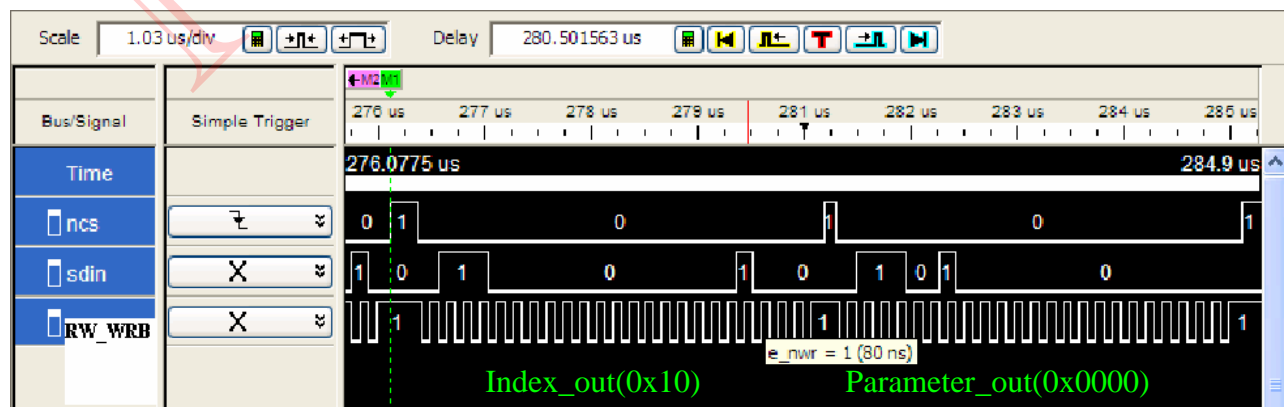 Scale 1.03 us/div Delay 280.501563 us T
M2 M1
Bus/Signal Simple Trigger 276 us 277 us 278 us 279 us 281 us 282 us 283 us 284 us 285 us
T
Time 276.0775 us 284.9 us
ncs 0 1 0 1 0 1
sdin X 1 0 1 0 1 0 1 0 1 0
RW_WRB X 1 1 1
e_nwr = 1 (80 ns)
Index_out(0x10) Parameter_out(0x0000)